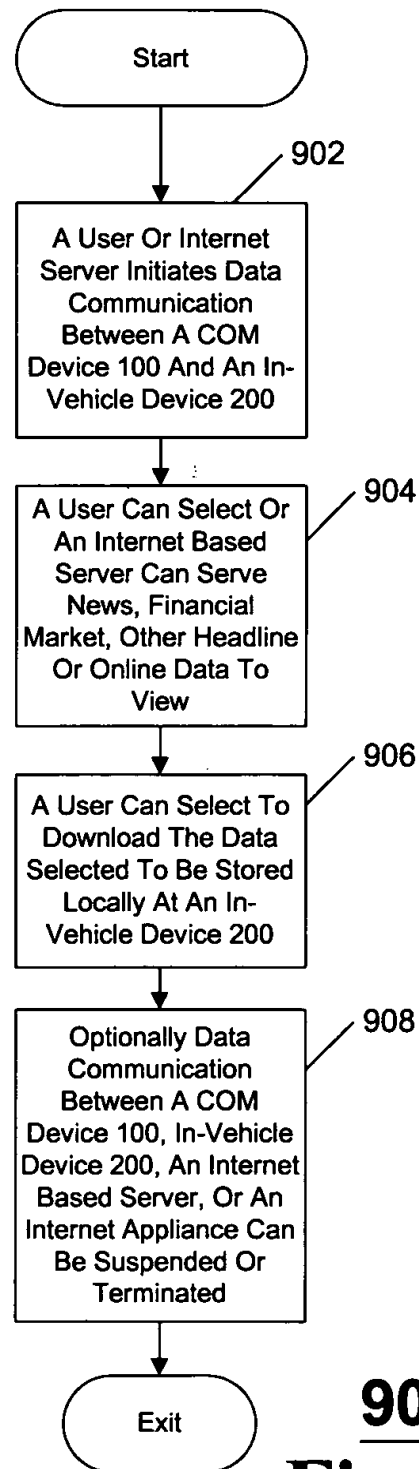 Start
902
A User Or Internet
Server Initiates Data
Communication
Between A COM
Device 100 And An In-
Vehicle Device 200
904
A User Can Select Or
An Internet Based
Server Can Serve
News, Financial
Market, Other Headline
Or Online Data To
View
906
A User Can Select To
Download The Data
Selected To Be Stored
Locally At An In-
Vehicle Device 200
908
Optionally Data
Communication
Between A COM
Device 100, In-Vehicle
Device 200, An Internet
Based Server, Or An
Internet Appliance Can
Be Suspended Or
Terminated
Exit